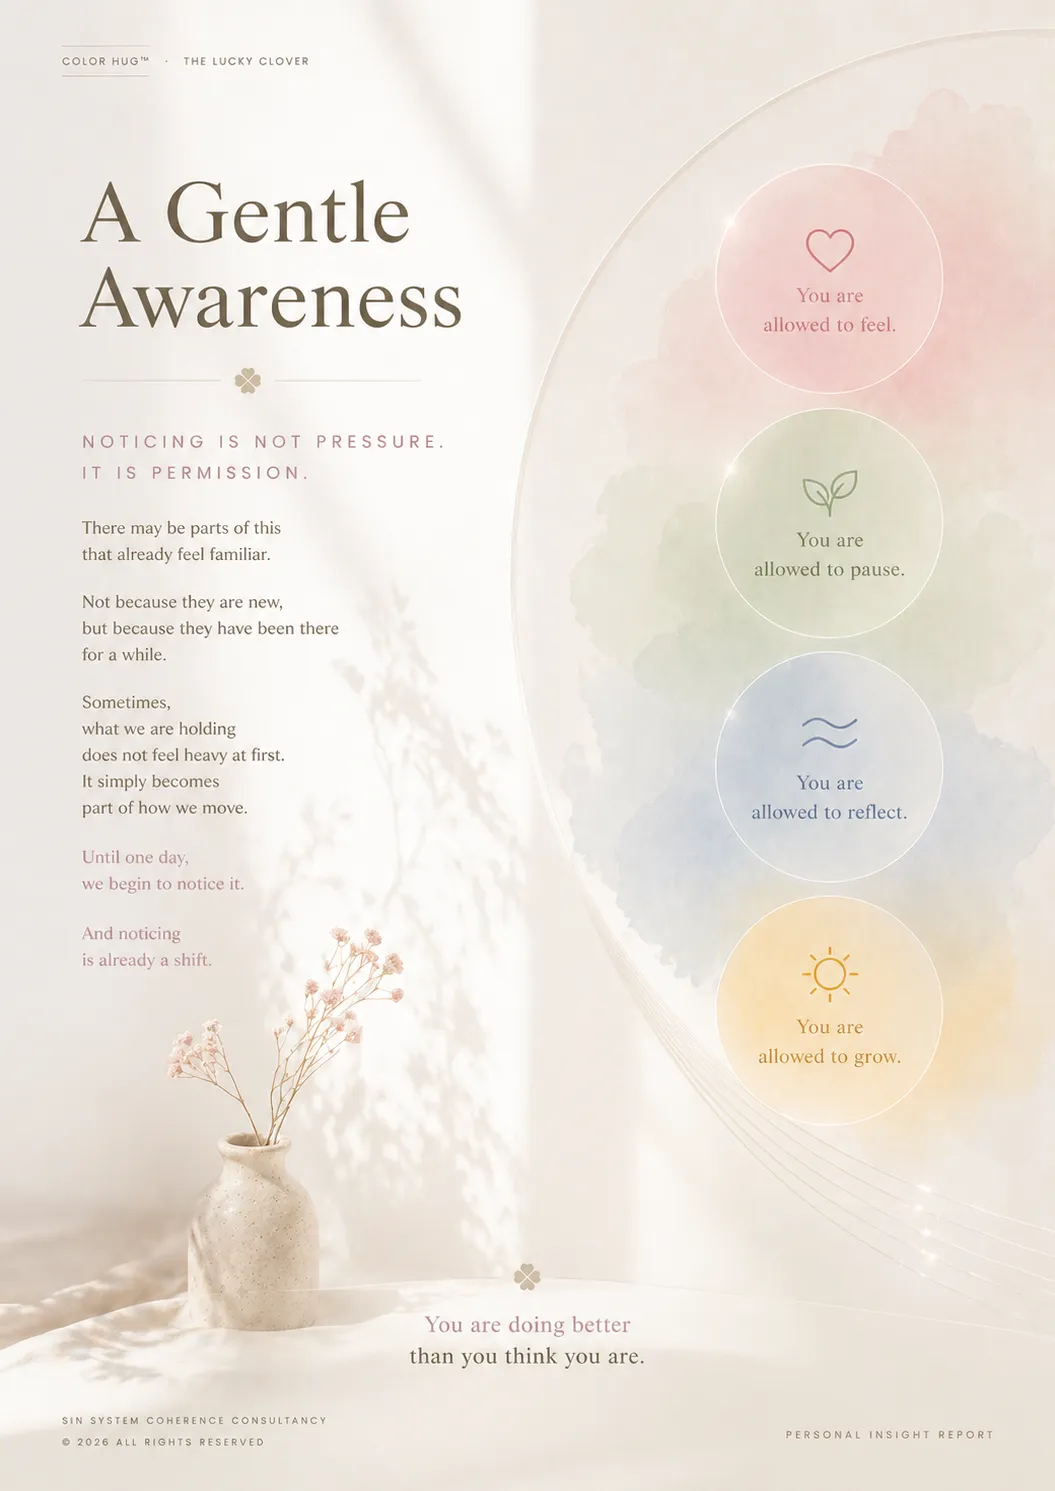 COLOR HUG™ · THE LUCKY CLOVER
A Gentle
Awareness
NOTICING IS NOT PRESSURE.
IT IS PERMISSION.
There may be parts of this
that already feel familiar.
Not because they are new,
but because they have been there
for a while.
Sometimes,
what we are holding
does not feel heavy at first.
It simply becomes
part of how we move.
Until one day,
we begin to notice it.
And noticing
is already a shift.
You are
allowed to feel.
You are
allowed to pause.
You are
allowed to reflect.
You are
allowed to grow.
You are doing better
than you think you are.
SIN SYSTEM COHERENCE CONSULTANCY
© 2026 ALL RIGHTS RESERVED
PERSONAL INSIGHT REPORT